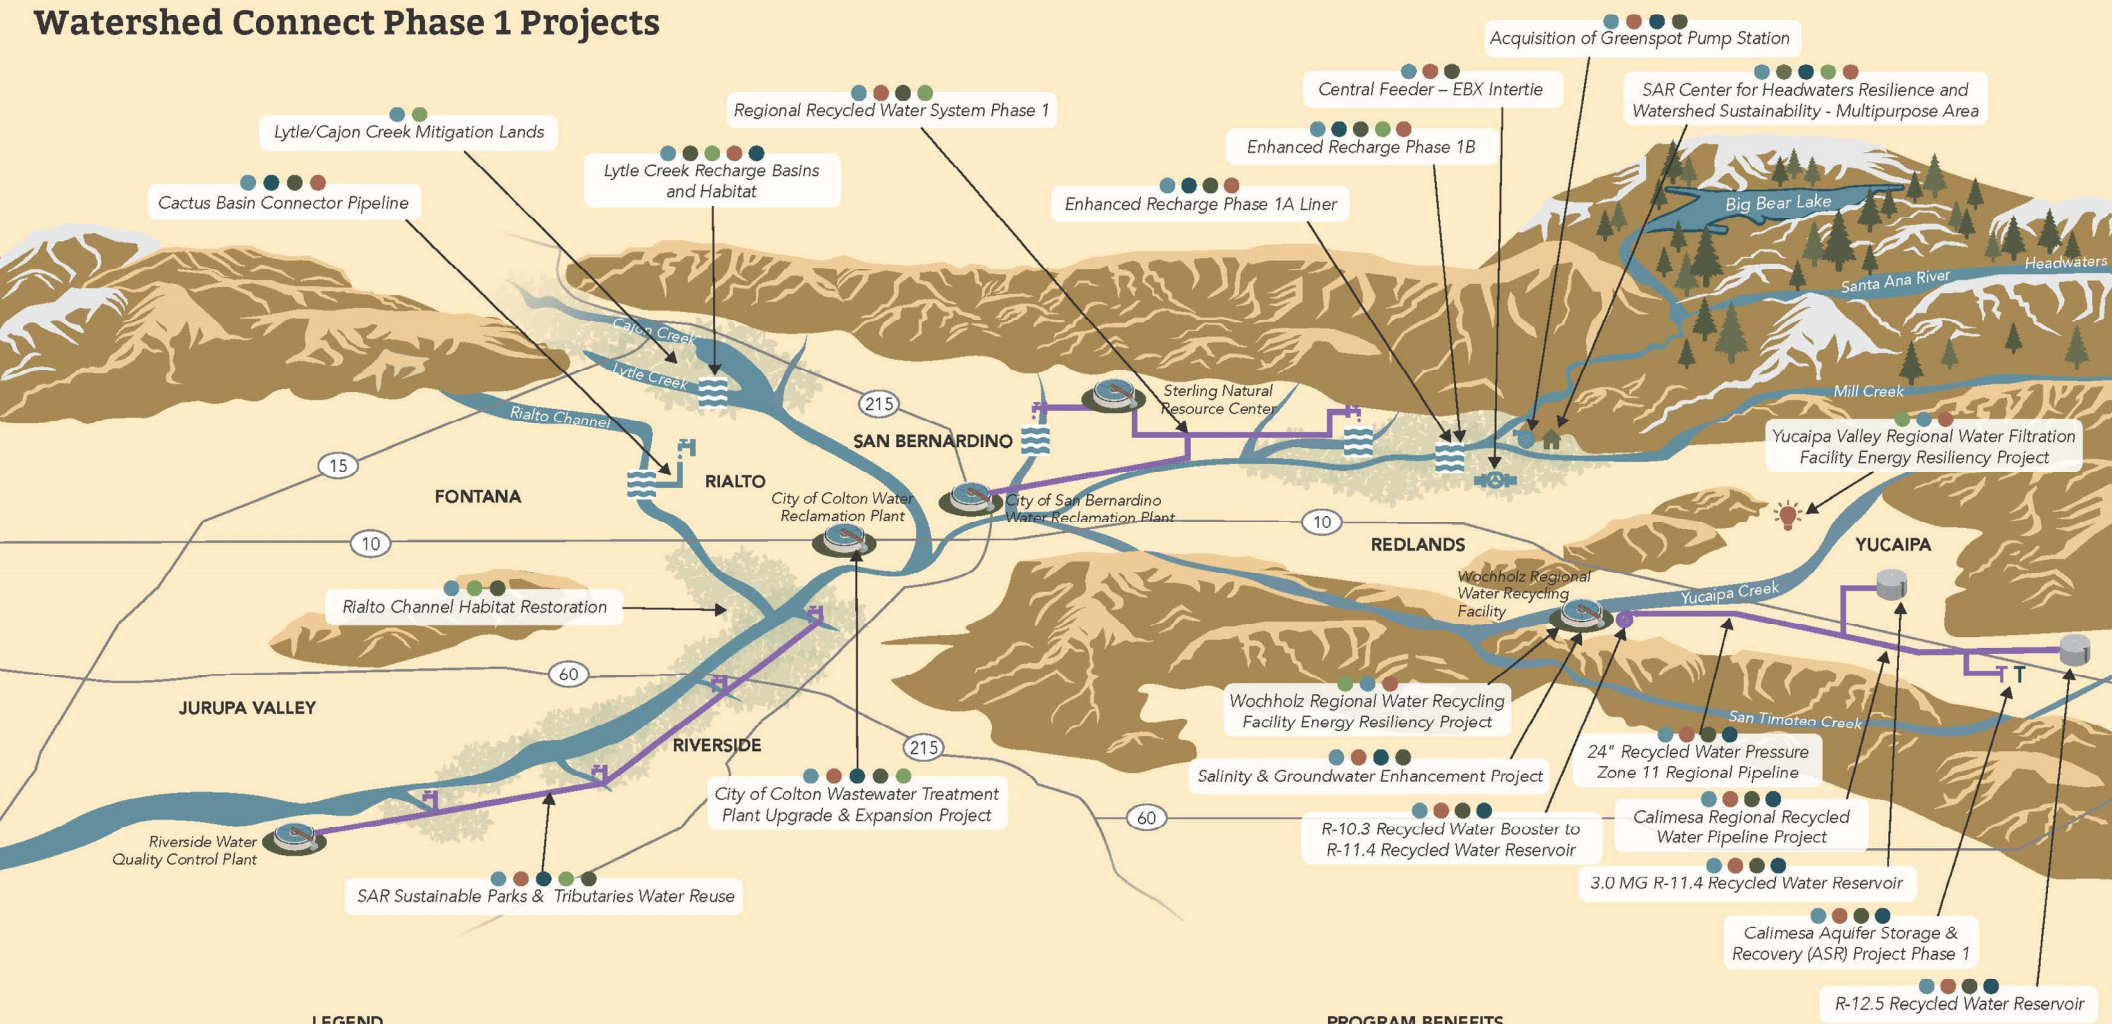 Watershed Connect Phase 1 Projects
Acquisition of Greenspot Pump Station
Central Feeder – EBX Intertie
SAR Center for Headwaters Resilience and
Watershed Sustainability - Multipurpose Area
Regional Recycled Water System Phase 1
Lytle/Cajon Creek Mitigation Lands
Enhanced Recharge Phase 1B
Lytle Creek Recharge Basins
and Habitat
Cactus Basin Connector Pipeline
Enhanced Recharge Phase 1A Liner
Big Bear Lake
Headwaters
Santa Ana River
Cajon Creek
Lytle Creek
Mill Creek
Rialto Channel
215
Sterling Natural
Resource Center
SAN BERNARDINO
Yucaipa Valley Regional Water Filtration
Facility Energy Resiliency Project
15
FONTANA
RIALTO
City of Colton Water
Reclamation Plant
City of San Bernardino
Water Reclamation Plant
10
10
REDLANDS
YUCAIPA
Wochholz Regional
Water Recycling
Facility
Yucaipa Creek
Rialto Channel Habitat Restoration
60
JURUPA VALLEY
Wochholz Regional Water Recycling
Facility Energy Resiliency Project
San Timoteo Creek
RIVERSIDE
215
24" Recycled Water Pressure
Zone 11 Regional Pipeline
Salinity & Groundwater Enhancement Project
City of Colton Wastewater Treatment
Plant Upgrade & Expansion Project
60
Calimesa Regional Recycled
Water Pipeline Project
R-10.3 Recycled Water Booster to
R-11.4 Recycled Water Reservoir
Riverside Water
Quality Control Plant
3.0 MG R-11.4 Recycled Water Reservoir
SAR Sustainable Parks & Tributaries Water Reuse
Calimesa Aquifer Storage &
Recovery (ASR) Project Phase 1
R-12.5 Recycled Water Reservoir
LEGEND
PROGRAM BENEFITS